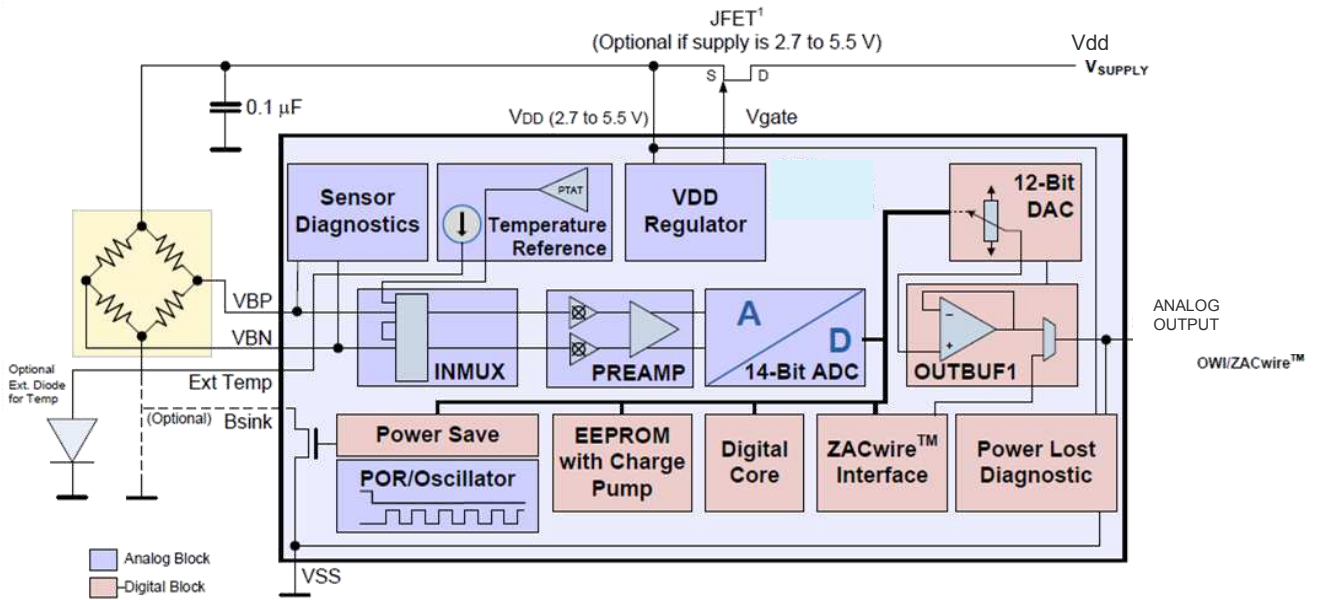 JFET1
(Optional if supply is 2.7 to 5.5 V)
Vdd
VSUPPLY
S
D
0.1 µF
VDD (2.7 to 5.5 V)
Vgate
Sensor
Diagnostics
PTAT
Temperature
Reference
VDD
Regulator
12-Bit
DAC
VBP
VBN
Ext Temp
INMUX
PREAMP
A
D
14-Bit ADC
-
+
OUTBUF1
ANALOG
OUTPUT
OWI/ZACwire™
Optional
Ext. Diode
for Temp
(Optional)
Bsink
Power Save
POR/Oscillator
EEPROM
with Charge
Pump
Digital
Core
ZACwire™
Interface
Power Lost
Diagnostic
VSS
Analog Block
Digital Block